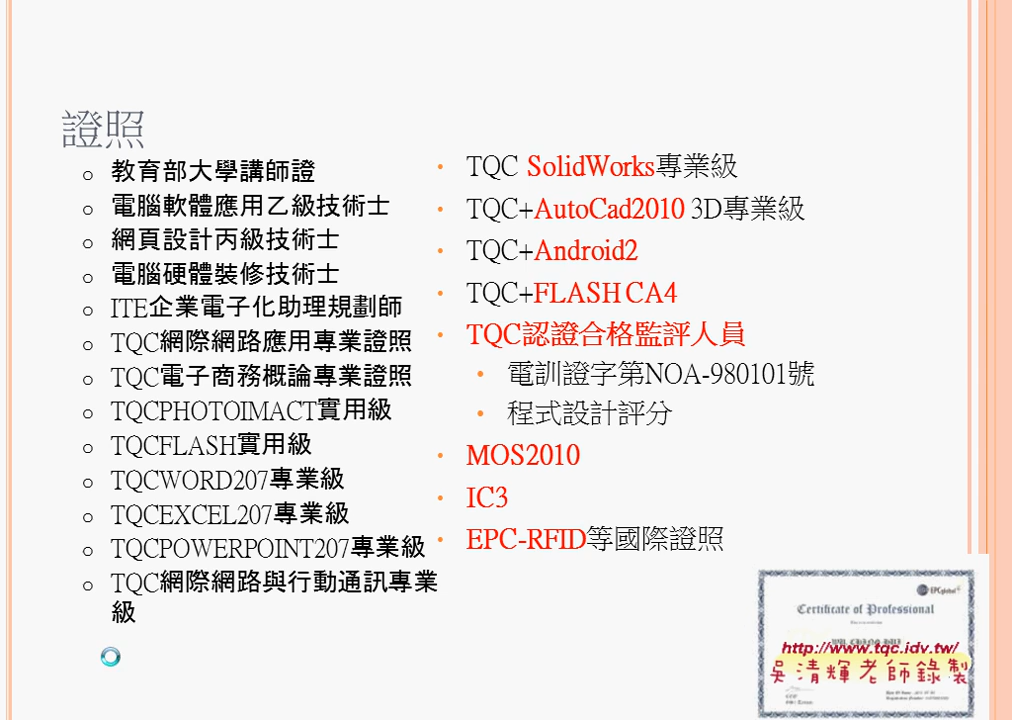 證照
教育部大學講師證
電腦軟體應用乙級技術士
網頁設計丙級技術士
電腦硬體裝修技術士
ITE企業電子化助理規劃師
TQC網際網路應用專業證照
TQC電子商務概論專業證照
TQCPHOTOIMACT實用級
TQCFLASH實用級
TQCWORD207專業級
TQCEXCEL207專業級
TQCPOWERPOINT207專業級
TQC網際網路與行動通訊專業
級
TQC SolidWorks專業級
TQC+AutoCad2010 3D專業級
TQC+Android2
TQC+FLASH CA4
TQC認證合格監評人員
電訓證字第NOA-980101號
程式設計評分
MOS2010
IC3
EPC-RFID等國際證照
EPCglobal
Certificate of Professional
http://www.tqc.idv.tw/
吳清輝老師錄製